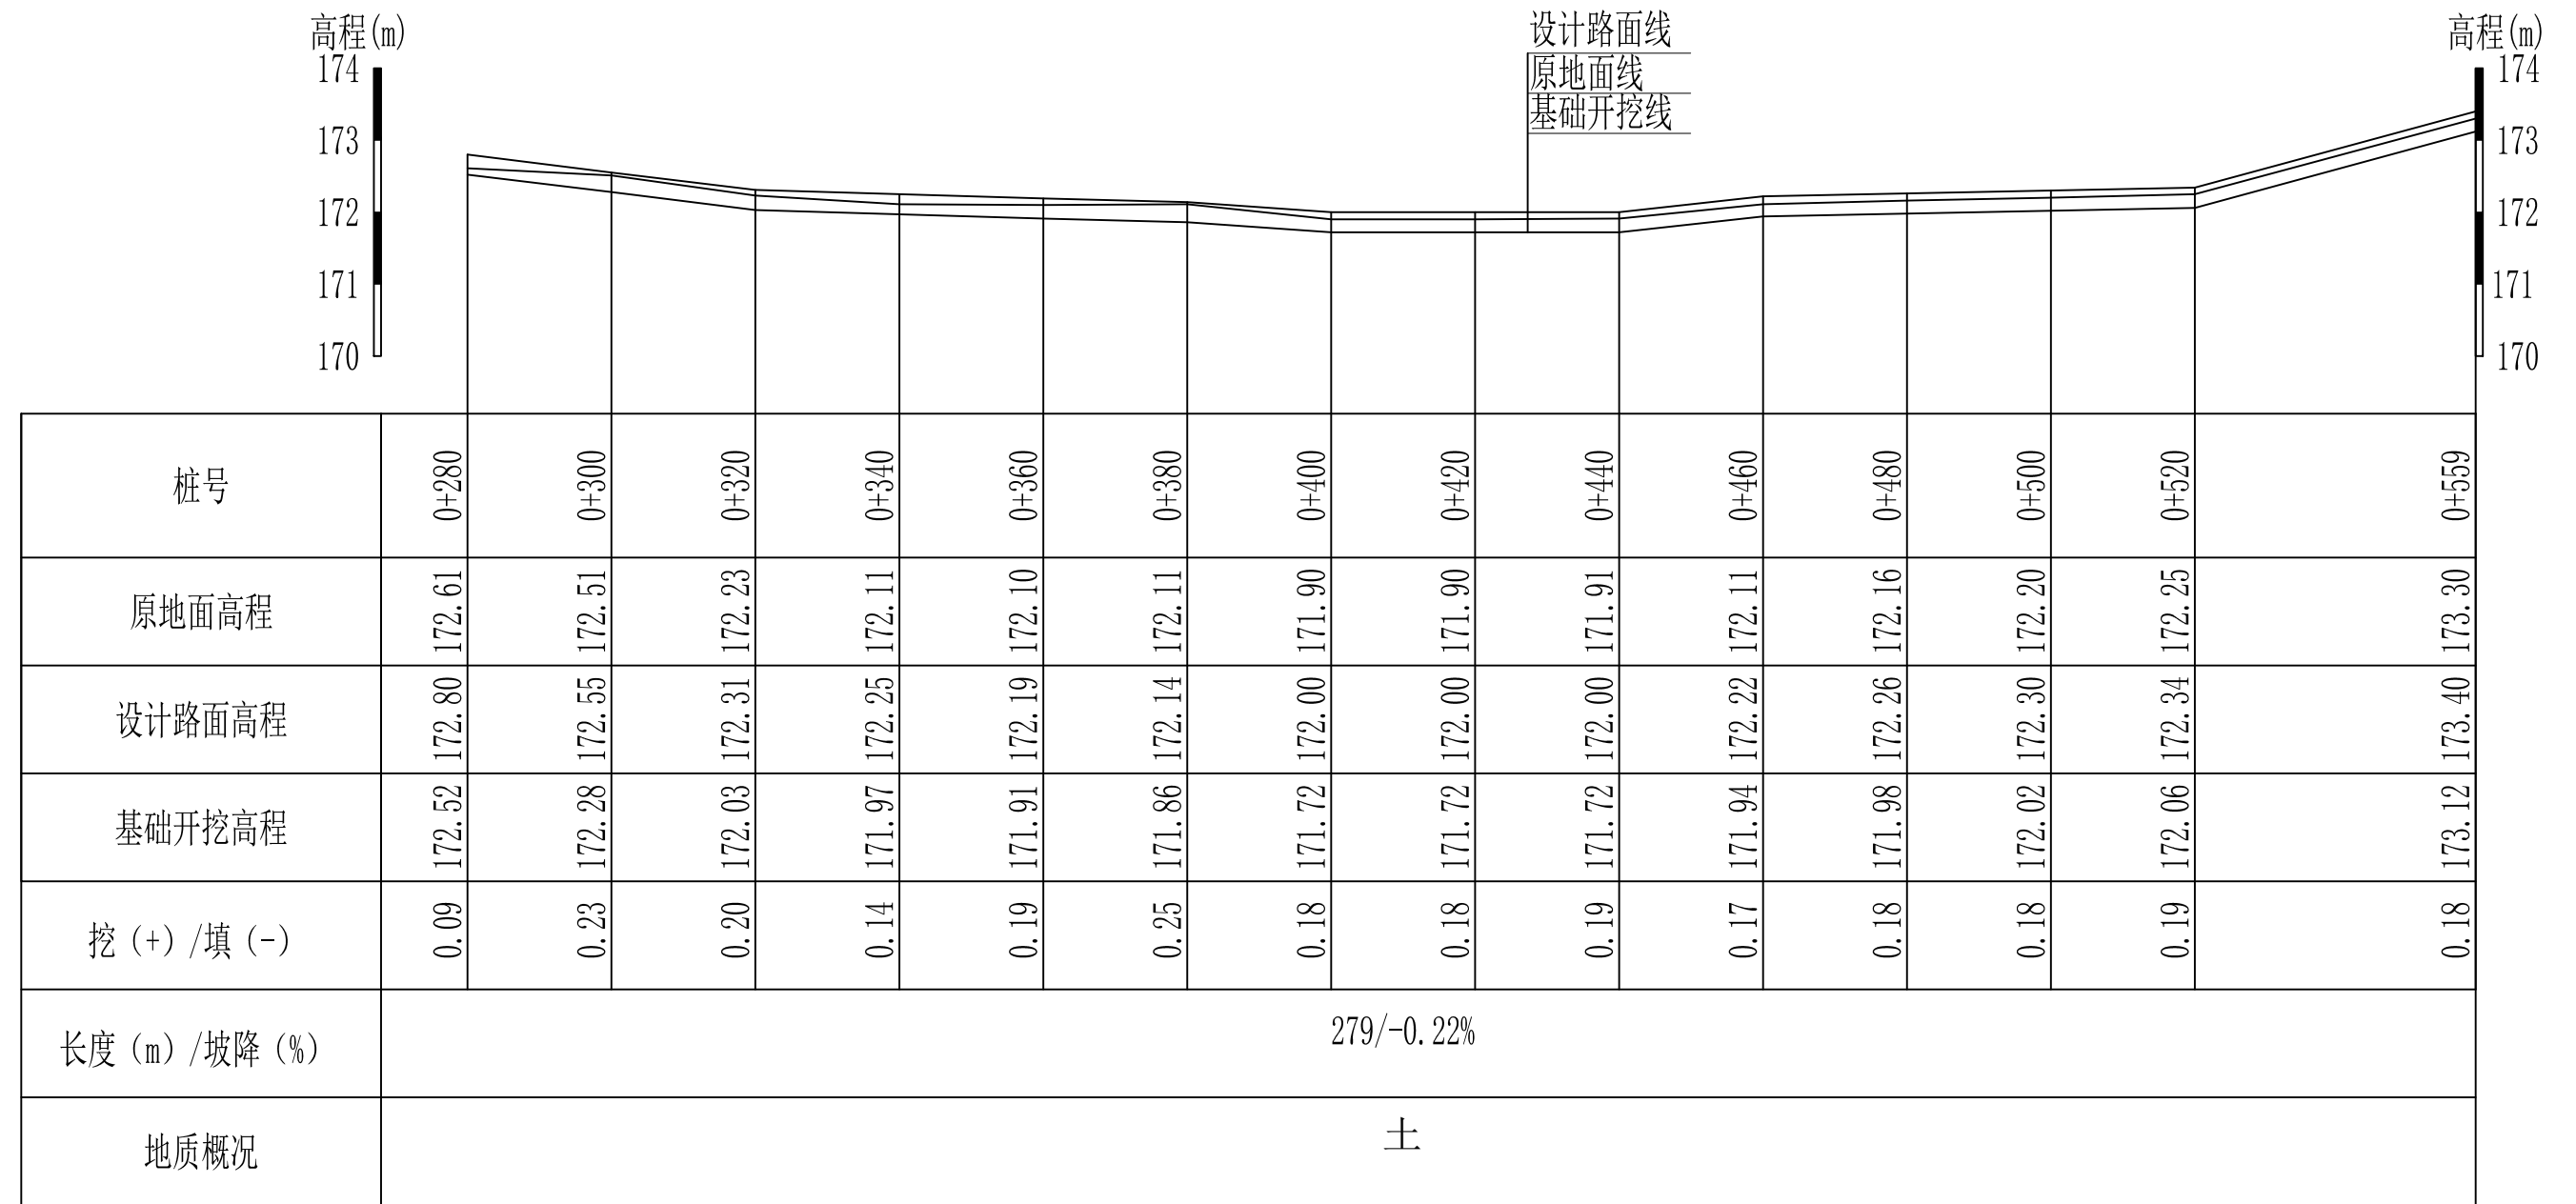 高程(m)
174
173
172
171
170
设计路面线
原地面线
基础开挖线
高程(m)
174
173
172
171
170
桩号 0+280 0+300 0+320 0+340 0+360 0+380 0+400 0+420 0+440 0+460 0+480 0+500 0+520 0+559
原地面高程 172.61 172.51 172.23 172.11 172.10 172.11 171.90 171.90 171.91 172.11 172.16 172.20 172.25 173.30
设计路面高程 172.80 172.55 172.31 172.25 172.19 172.14 172.00 172.00 172.00 172.22 172.26 172.30 172.34 173.40
基础开挖高程 172.52 172.28 172.03 171.97 171.91 171.86 171.72 171.72 171.72 171.94 171.98 172.02 172.06 173.12
挖（+）/填（-） 0.09 0.23 0.20 0.14 0.19 0.25 0.18 0.18 0.19 0.17 0.18 0.18 0.19 0.18
长度（m）/坡降（%） 279/-0.22%
地质概况 土